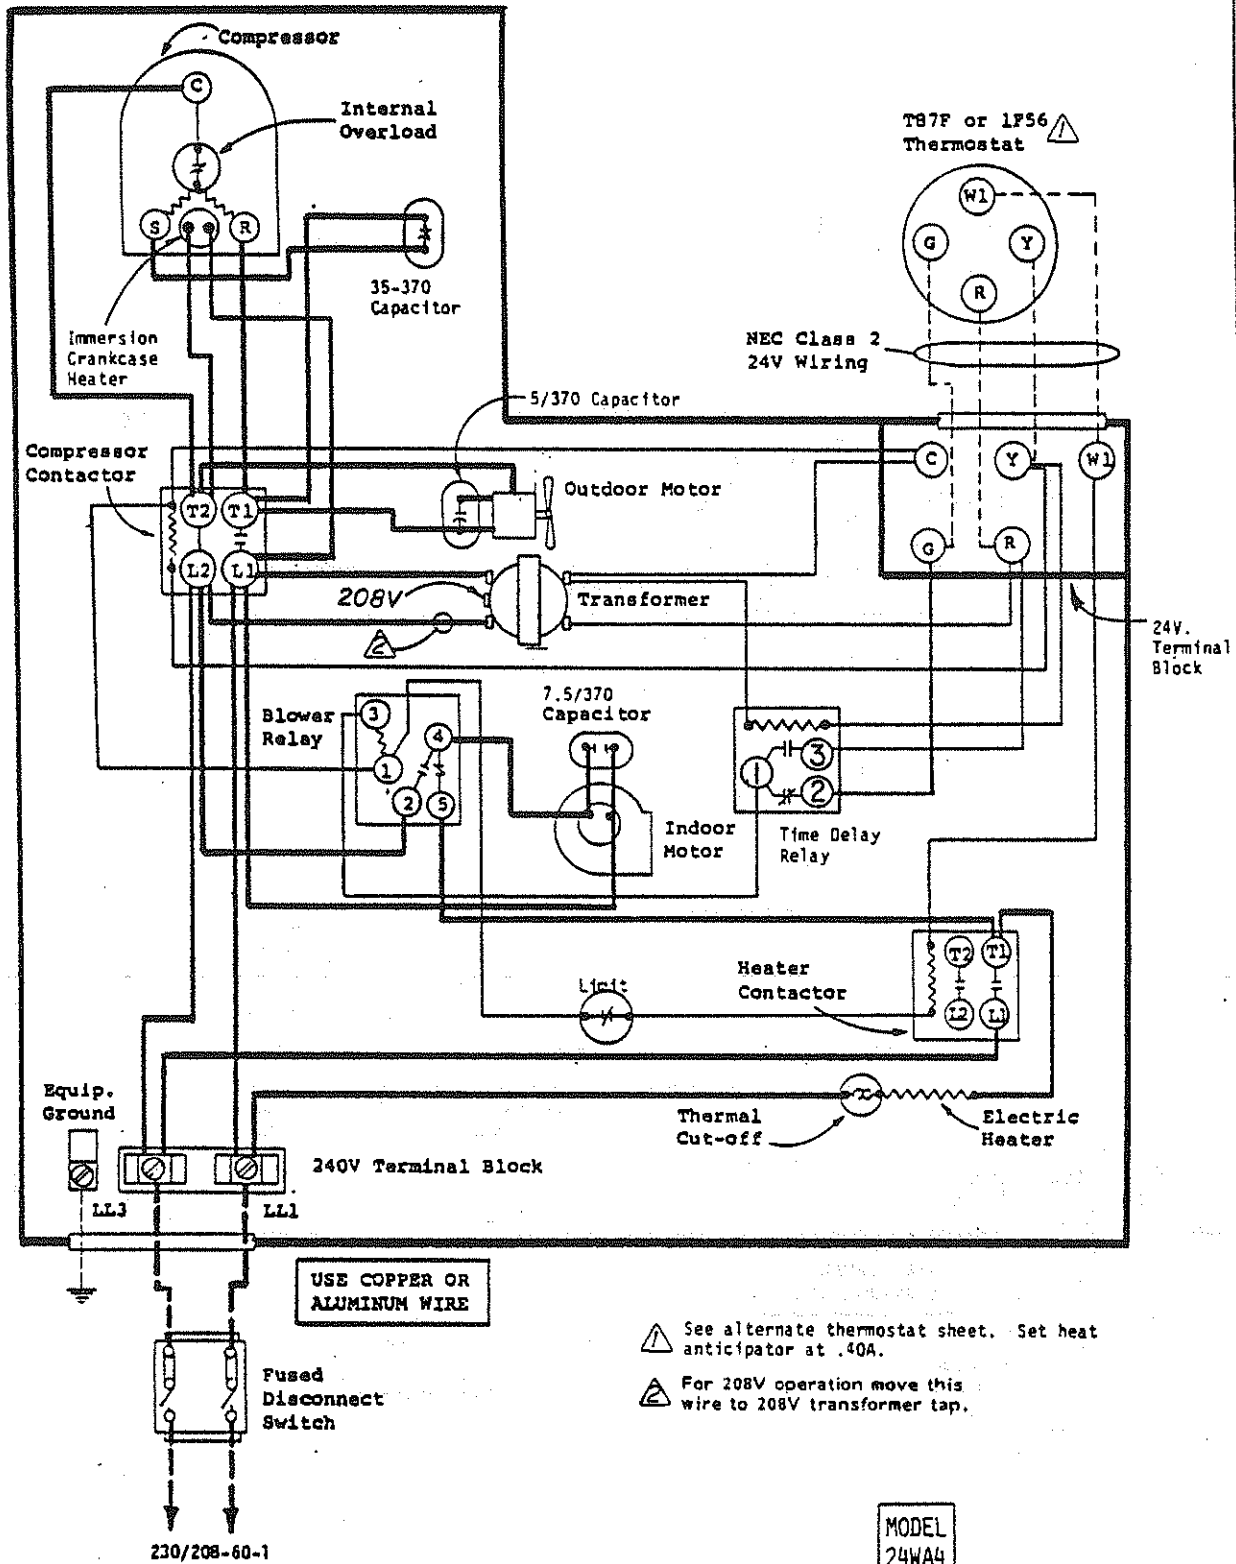 Compressor
C
Internal
Overload
S
R
35-370
Capacitor
Immersion
Crankcase
Heater
T87F or 1F56 1
Thermostat
W1
G
Y
R
NEC Class 2
24V Wiring
5/370 Capacitor
Compressor
Contactor
C
Y
W1
T2
T1
Outdoor Motor
G
R
L2
L1
208V
Transformer
2
24V.
Terminal
Block
Blower
Relay
3
4
1
2
5
7.5/370
Capacitor
Indoor
Motor
1
3
2
Time Delay
Relay
Heater
Contactor
T2
T1
L2
L1
Limit
Equip.
Ground
Thermal
Cut-off
Electric
Heater
240V Terminal Block
LL3
LL1
USE COPPER OR
ALUMINUM WIRE
1 See alternate thermostat sheet. Set heat
anticipator at .40A.
2 For 208V operation move this
wire to 208V transformer tap.
Fused
Disconnect
Switch
230/208-60-1
MODEL
24WA4